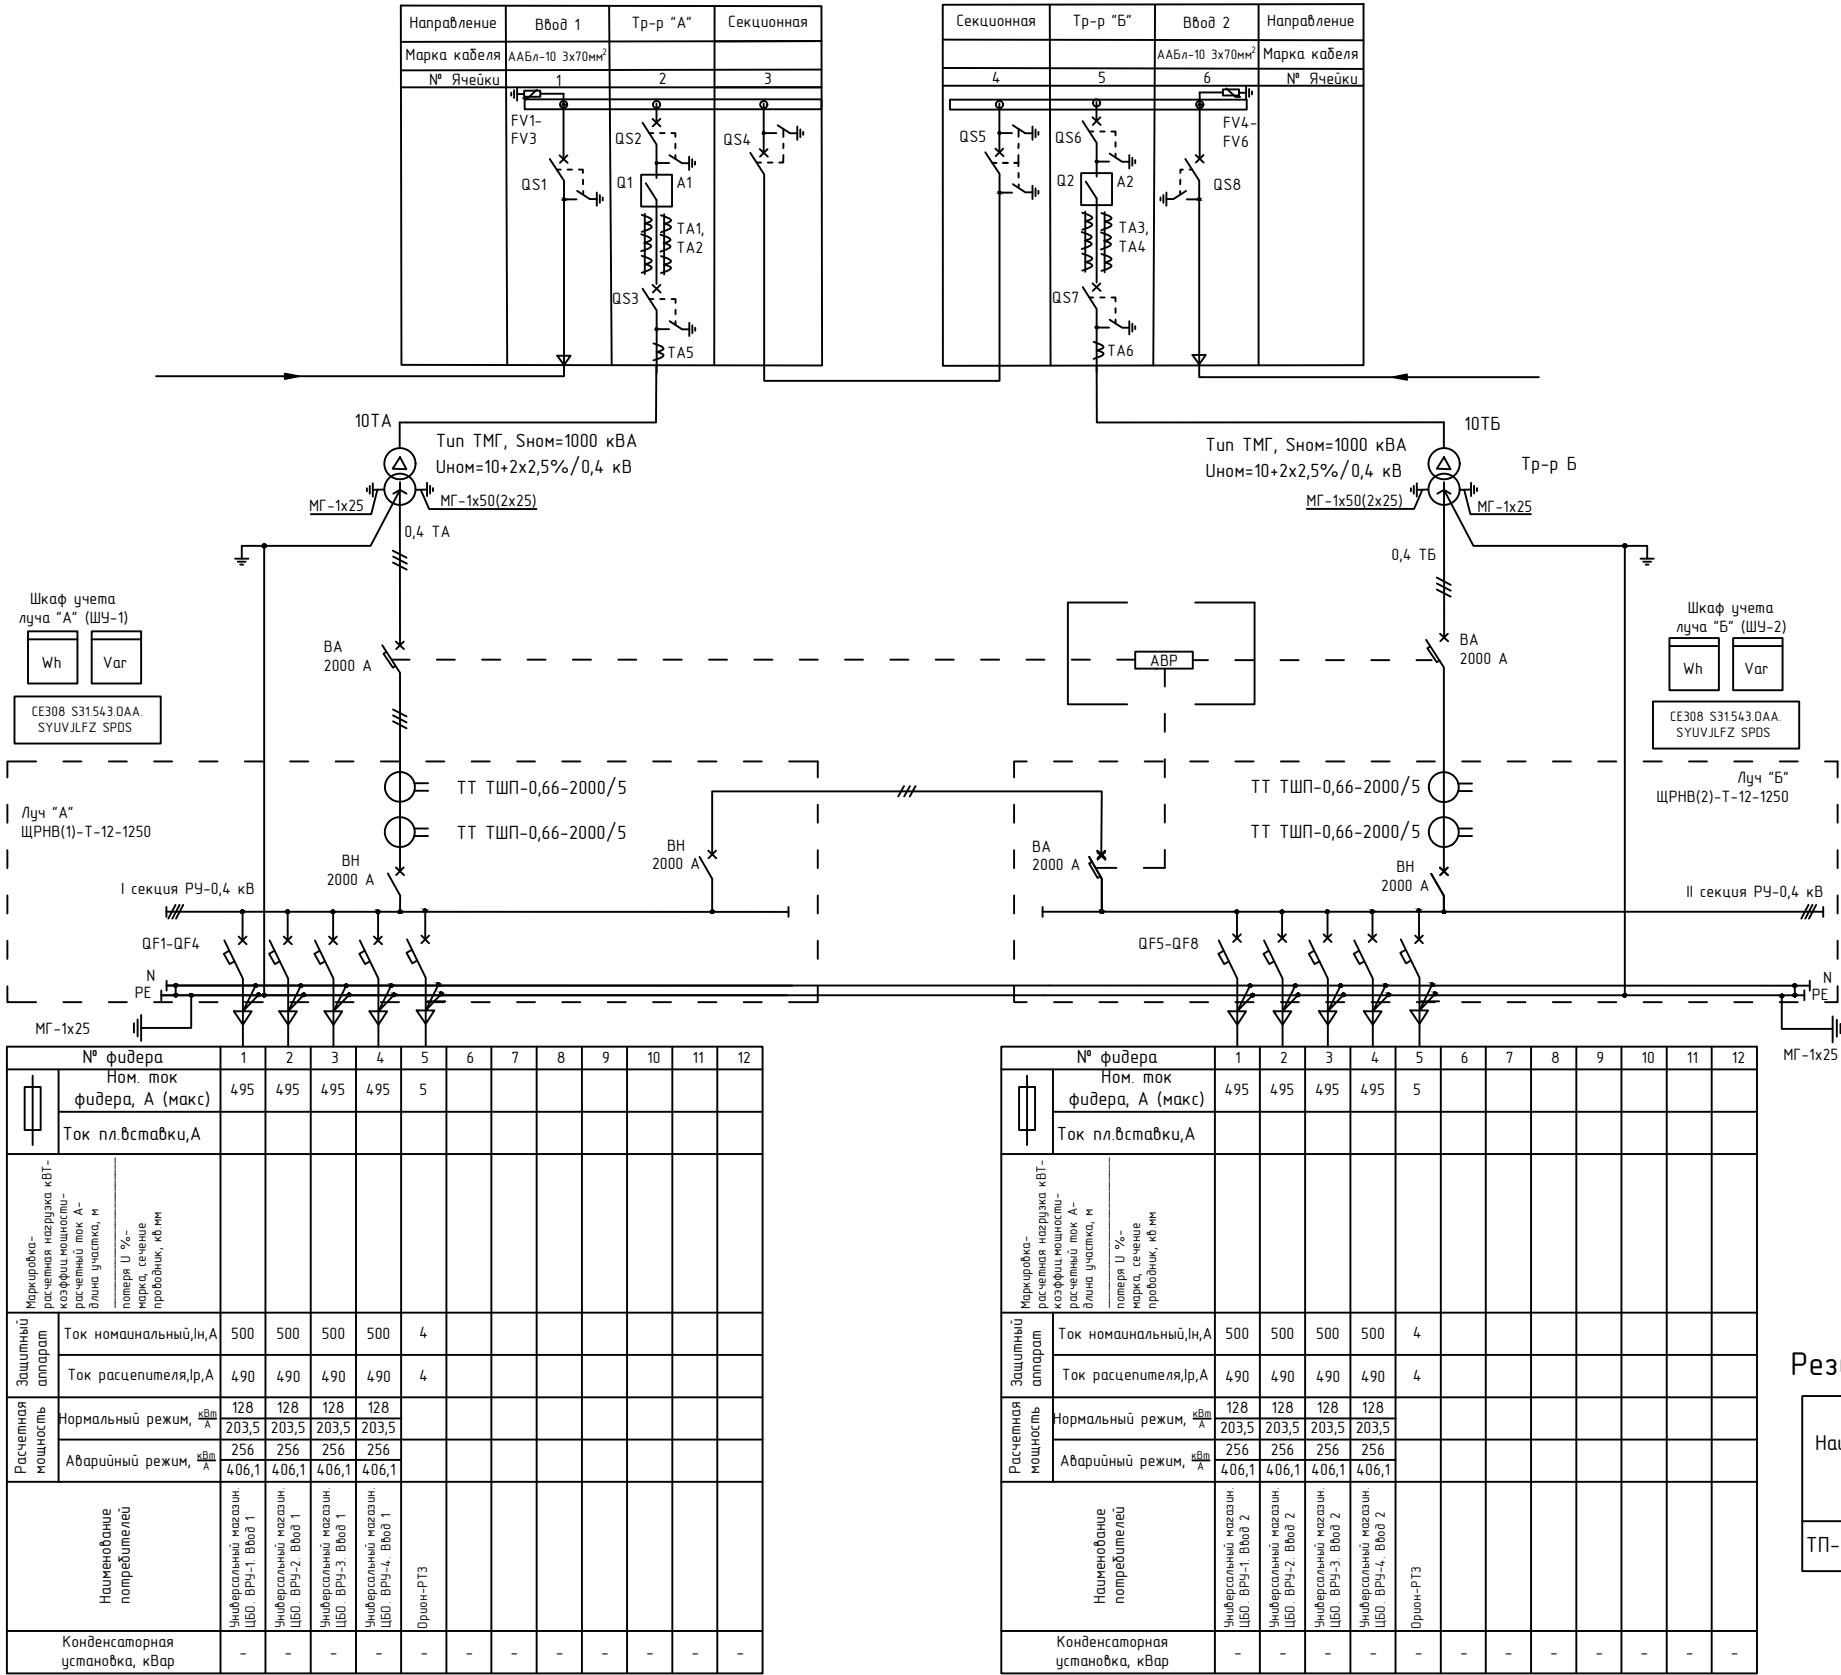 Направление Ввод 1 Тр-р "А" Секционная
Марка кабеля ААБл-10 3х70мм²
№ Ячейки 1 2 3
FV1-
FV3
QS1
QS2
Q1 A1
TA1,
TA2
QS3
TA5
QS4
Секционная Тр-р "Б" Ввод 2 Направление
ААБл-10 3х70мм² Марка кабеля
4 5 6 № Ячейки
QS5
QS6
Q2 A2
TA3,
TA4
QS7
TA6
FV4-
FV6
QS8
10ТА
Тип ТМГ, Sном=1000 кВА
Uном=10+2х2,5%/0,4 кВ
МГ-1х25
МГ-1х50(2х25)
0,4 ТА
10ТБ
Тип ТМГ, Sном=1000 кВА
Uном=10+2х2,5%/0,4 кВ
Тр-р Б
МГ-1х50(2х25)
МГ-1х25
0,4 ТБ
Шкаф учета
луча "А" (ШУ-1)
Wh Var
CE308 S31.543.OAA.
SYUVJLFZ SPDS
ВА
2000 А
АВР
ВА
2000 А
Шкаф учета
луча "Б" (ШУ-2)
Wh Var
CE308 S31.543.OAA.
SYUVJLFZ SPDS
Луч "А"
ЩРНВ(1)-Т-12-1250
ТТ ТШП-0,66-2000/5
ТТ ТШП-0,66-2000/5
ВН
2000 А
ВН
2000 А
I секция РУ-0,4 кВ
QF1-QF4
N
PE
МГ-1х25
Луч "Б"
ЩРНВ(2)-Т-12-1250
ТТ ТШП-0,66-2000/5
ТТ ТШП-0,66-2000/5
ВА
2000 А
ВН
2000 А
II секция РУ-0,4 кВ
QF5-QF8
N
PE
МГ-1х25
№ фидера 1 2 3 4 5 6 7 8 9 10 11 12
Ном. ток
фидера, А (макс) 495 495 495 495 5
Ток пл.вставки,А
Маркировка-
расчетная нагрузка кВТ-
коэффиц.мощности-
расчетный ток А-
длина участка, м
потеря U %-
марка, сечение
проводник, кв.мм
Защитный
аппарат
Ток номаинальный,Iн,А 500 500 500 500 4
Ток расцепителя,Iр,А 490 490 490 490 4
Расчетная
мощность
Нормальный режим, кВт/А 128 128 128 128
203,5 203,5 203,5 203,5
Аварийный режим, кВт/А 256 256 256 256
406,1 406,1 406,1 406,1
Наименование
потребителей
Универсальный магазин.
ЦБО. ВРУ-1. Ввод 1
Универсальный магазин.
ЦБО. ВРУ-2. Ввод 1
Универсальный магазин.
ЦБО. ВРУ-3. Ввод 1
Универсальный магазин.
ЦБО. ВРУ-4. Ввод 1
Орион-РТЗ
Конденсаторная
установка, кВар - - - - - - - - - - - -
№ фидера 1 2 3 4 5 6 7 8 9 10 11 12
Ном. ток
фидера, А (макс) 495 495 495 495 5
Ток пл.вставки,А
Маркировка-
расчетная нагрузка кВТ-
коэффиц.мощности-
расчетный ток А-
длина участка, м
потеря U %-
марка, сечение
проводник, кв.мм
Защитный
аппарат
Ток номаинальный,Iн,А 500 500 500 500 4
Ток расцепителя,Iр,А 490 490 490 490 4
Расчетная
мощность
Нормальный режим, кВт/А 128 128 128 128
203,5 203,5 203,5 203,5
Аварийный режим, кВт/А 256 256 256 256
406,1 406,1 406,1 406,1
Наименование
потребителей
Универсальный магазин.
ЦБО. ВРУ-1. Ввод 2
Универсальный магазин.
ЦБО. ВРУ-2. Ввод 2
Универсальный магазин.
ЦБО. ВРУ-3. Ввод 2
Универсальный магазин.
ЦБО. ВРУ-4. Ввод 2
Орион-РТЗ
Конденсаторная
установка, кВар - - - - - - - - - - - -
ТП-